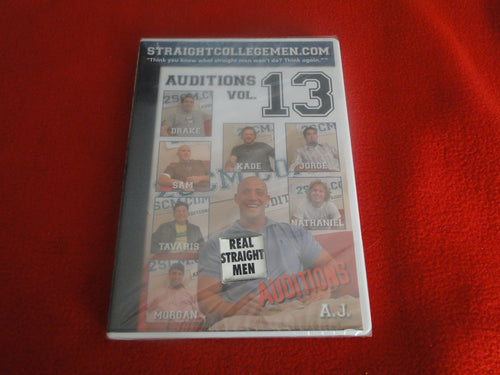 STRAIGHTCOLLEGEMEN.COM
"Think you know what straight men won't do? Think again."
AUDITIONS
VOL. 13
DRAKE
KADE
JORGE
SAM
NATHANIEL
TAVARIS
REAL
STRAIGHT
MEN
AUDITIONS
MORGAN
A.J.